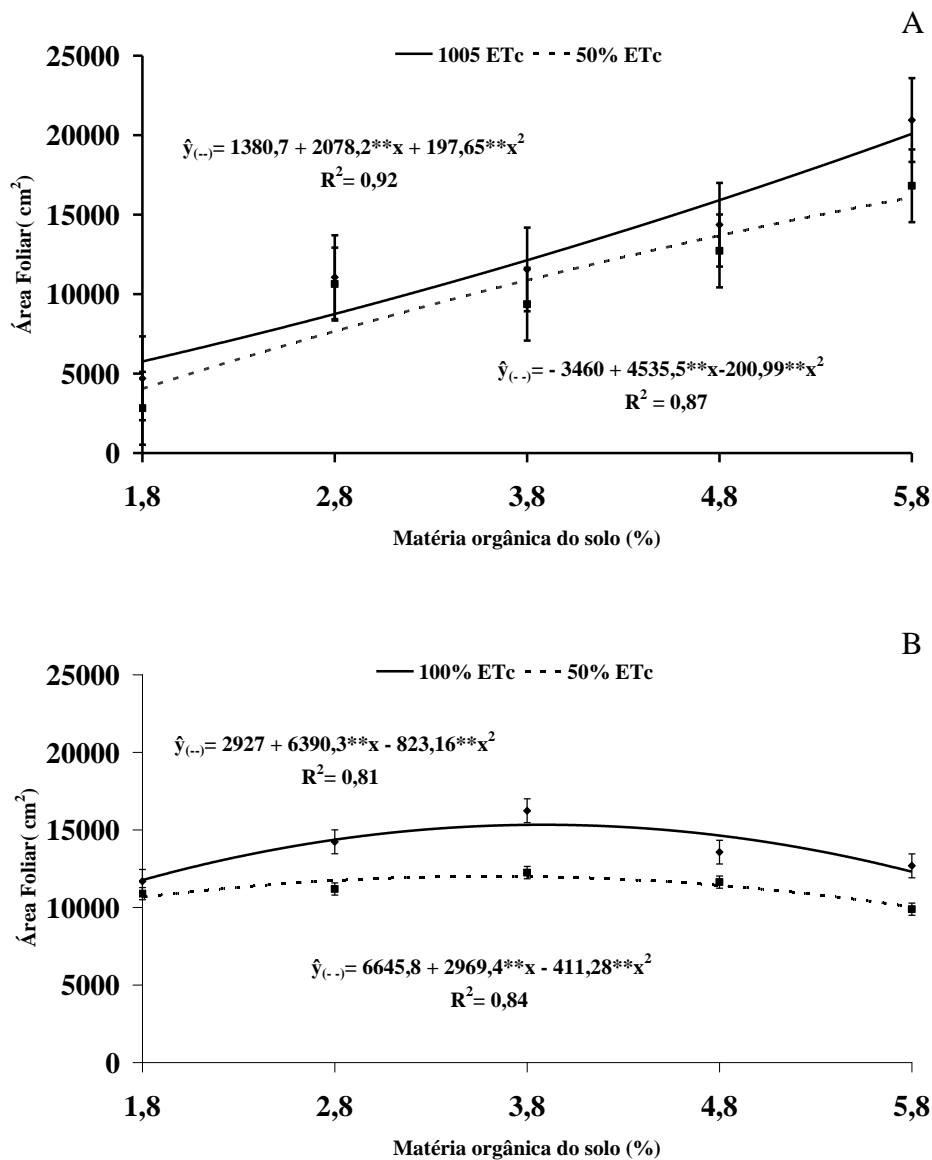 A
25000
20000
15000
10000
5000
0
Área Foliar( cm²)
1005 ETc 50% ETc
ŷ(--)= 1380,7 + 2078,2**x + 197,65**x²
R²= 0,92
ŷ(- -)= - 3460 + 4535,5**x-200,99**x²
R² = 0,87
1,8 2,8 3,8 4,8 5,8
Matéria orgânica do solo (%)
B
25000
20000
15000
10000
5000
0
Área Foliar( cm²)
100% ETc 50% ETc
ŷ(--)= 2927 + 6390,3**x - 823,16**x²
R²= 0,81
ŷ(- -)= 6645,8 + 2969,4**x - 411,28**x²
R²= 0,84
1,8 2,8 3,8 4,8 5,8
Matéria orgânica do solo (%)